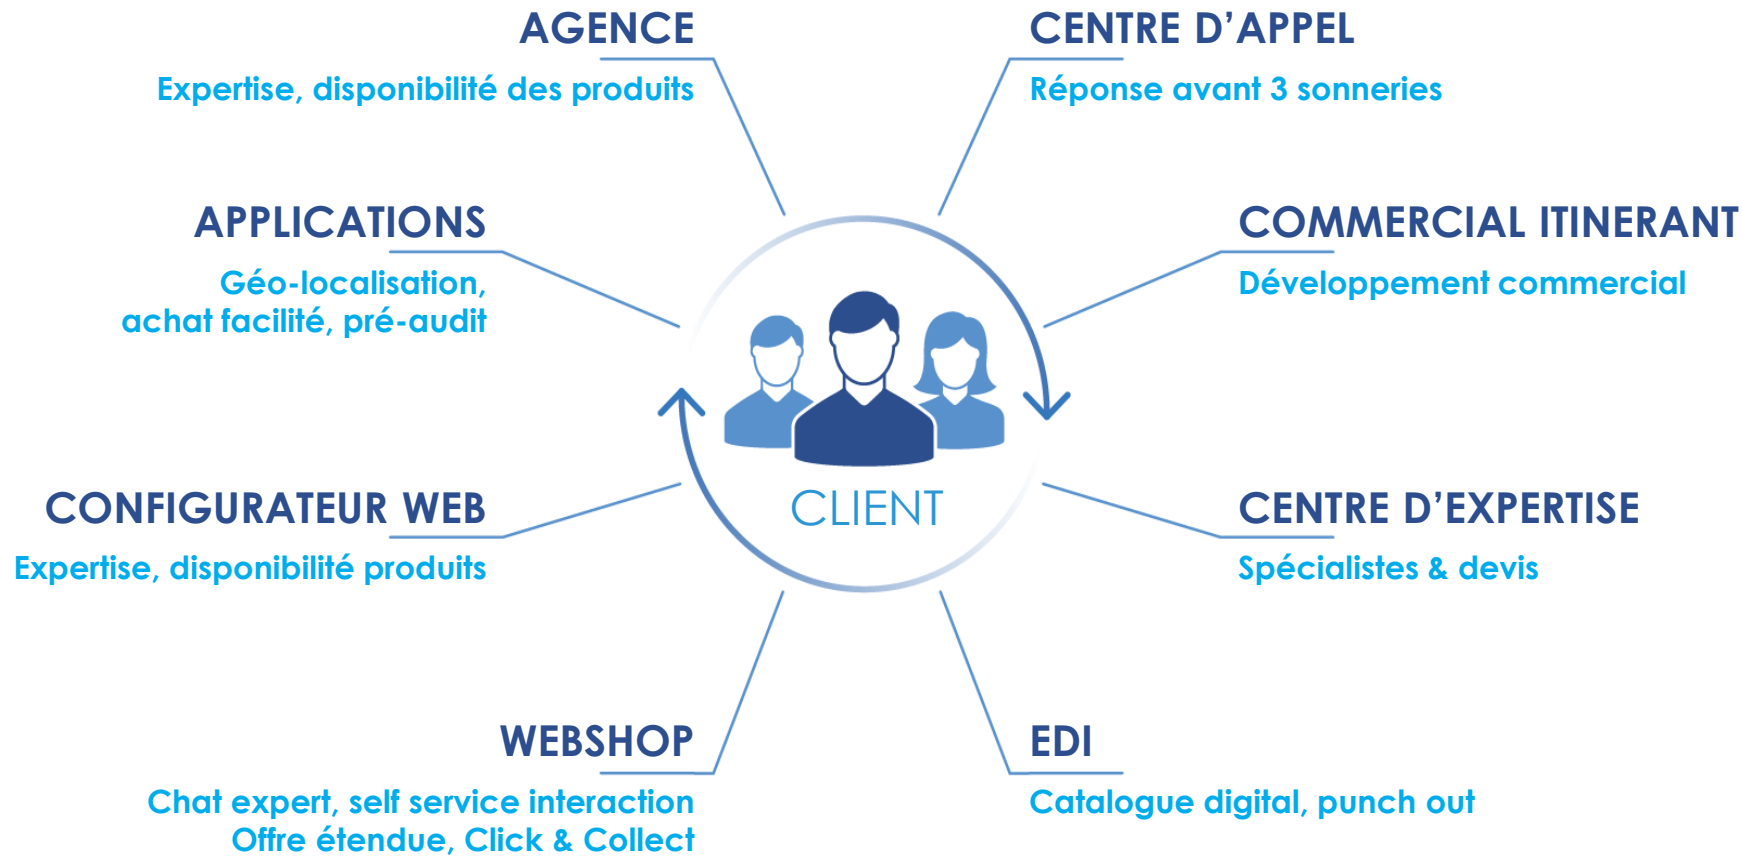 AGENCE
Expertise, disponibilité des produits
CENTRE D’APPEL
Réponse avant 3 sonneries
APPLICATIONS
Géo-localisation,
achat facilité, pré-audit
COMMERCIAL ITINERANT
Développement commercial
CLIENT
CONFIGURATEUR WEB
Expertise, disponibilité produits
CENTRE D’EXPERTISE
Spécialistes & devis
WEBSHOP
Chat expert, self service interaction
Offre étendue, Click & Collect
EDI
Catalogue digital, punch out